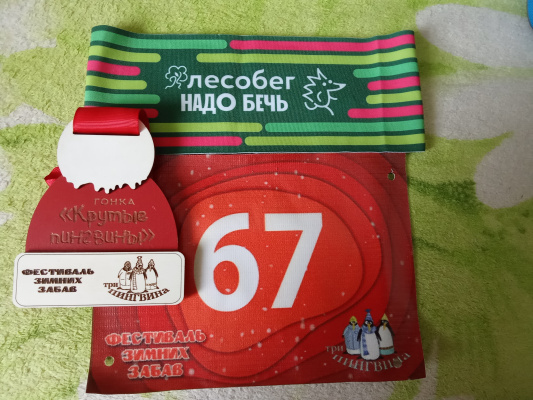 лесобег
НАДО БЕЧЬ
ГОНКА
«Крутые
пингвины»
ФЕСТИВАЛЬ
ЗИМНИХ
ЗАБАВ
ТРИ
ПИНГВИНА
67
ФЕСТИВАЛЬ
ЗИМНИХ
ЗАБАВ
ТРИ
ПИНГВИНА